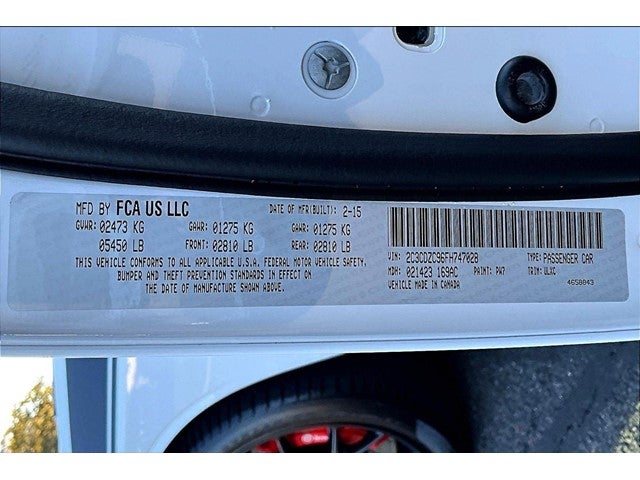 MFD BY FCA US LLC DATE OF MFR(BUILT): 2-15
GVWR: 02473 KG GAWR: 01275 KG GAWR: 01275 KG
05450 LB FRONT: 02810 LB REAR: 02810 LB
THIS VEHICLE CONFORMS TO ALL APPLICABLE U.S.A. FEDERAL MOTOR VEHICLE SAFETY,
BUMPER AND THEFT PREVENTION STANDARDS IN EFFECT ON
THE DATE OF MANUFACTURE SHOWN ABOVE.
VIN: 2C3CDZC96FH747028 TYPE: PASSENGER CAR
MDH: 021423 169AC PAINT: PW7 TRIM: ULXC
VEHICLE MADE IN CANADA 4658043